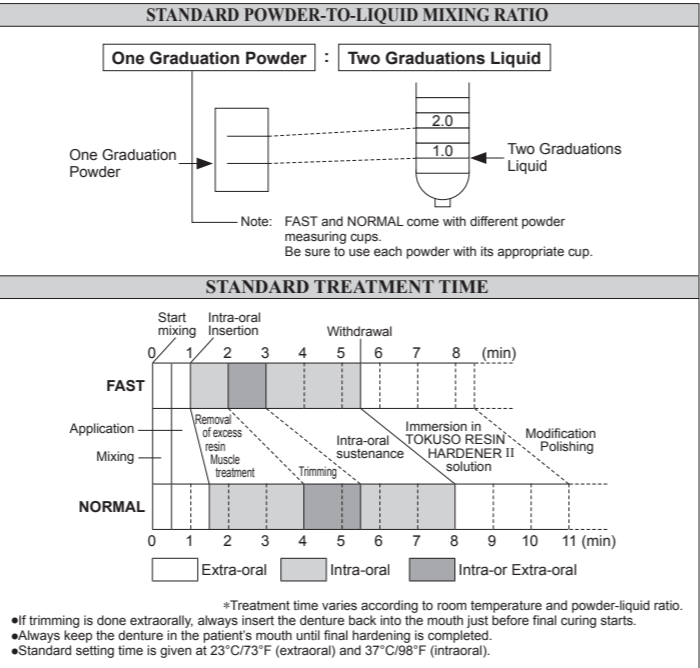 STANDARD POWDER-TO-LIQUID MIXING RATIO
One Graduation Powder : Two Graduations Liquid
2.0
1.0
One Graduation
Powder
Two Graduations
Liquid
Note: FAST and NORMAL come with different powder
measuring cups.
Be sure to use each powder with its appropriate cup.
STANDARD TREATMENT TIME
Start
mixing
Intra-oral
Insertion
Withdrawal
0 1 2 3 4 5 6 7 8 (min)
FAST
Application
Mixing
Removal
of excess
resin
Muscle
treatment
Trimming
Intra-oral
sustenance
Immersion in
TOKUSO RESIN
HARDENER II
solution
Modification
Polishing
NORMAL
0 1 2 3 4 5 6 7 8 9 10 11 (min)
Extra-oral Intra-oral Intra-or Extra-oral
*Treatment time varies according to room temperature and powder-liquid ratio.
●If trimming is done extraorally, always insert the denture back into the mouth just before final curing starts.
●Always keep the denture in the patient's mouth until final hardening is completed.
●Standard setting time is given at 23°C/73°F (extraoral) and 37°C/98°F (intraoral).